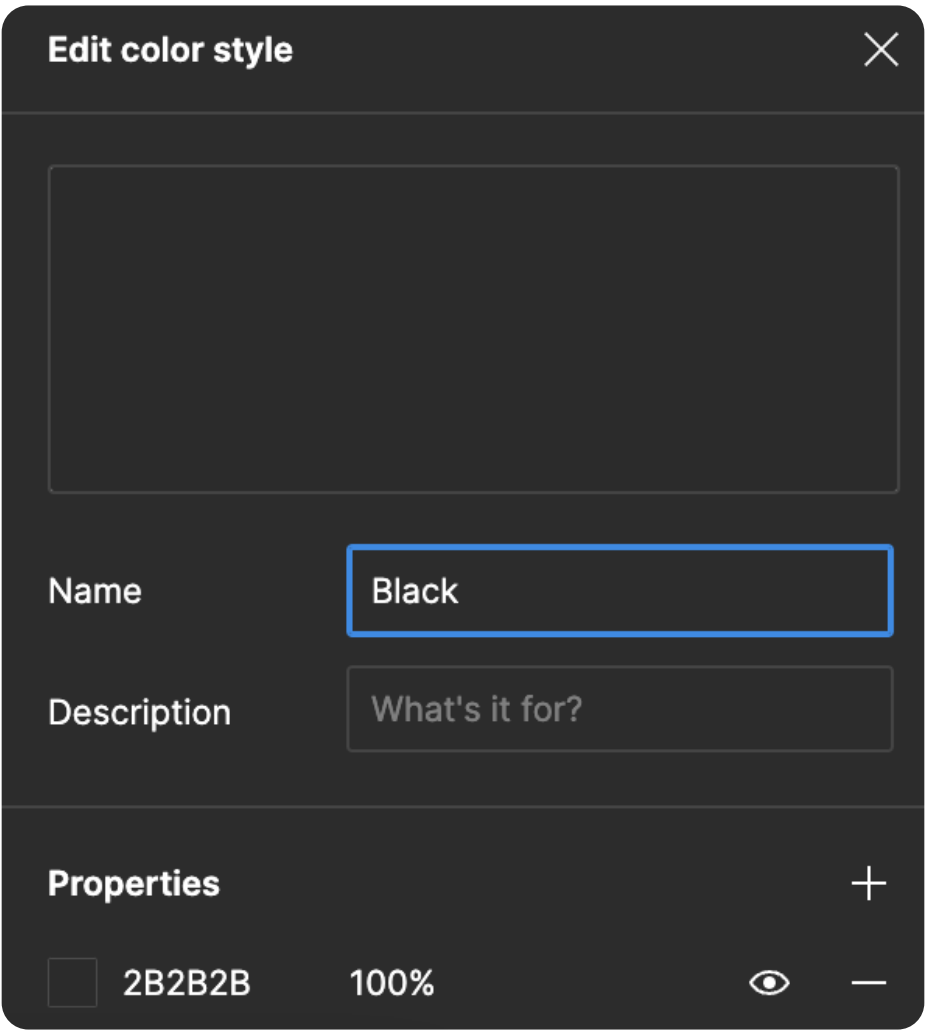 Edit color style
Name
Black
Description
What's it for?
Properties
2B2B2B 100%